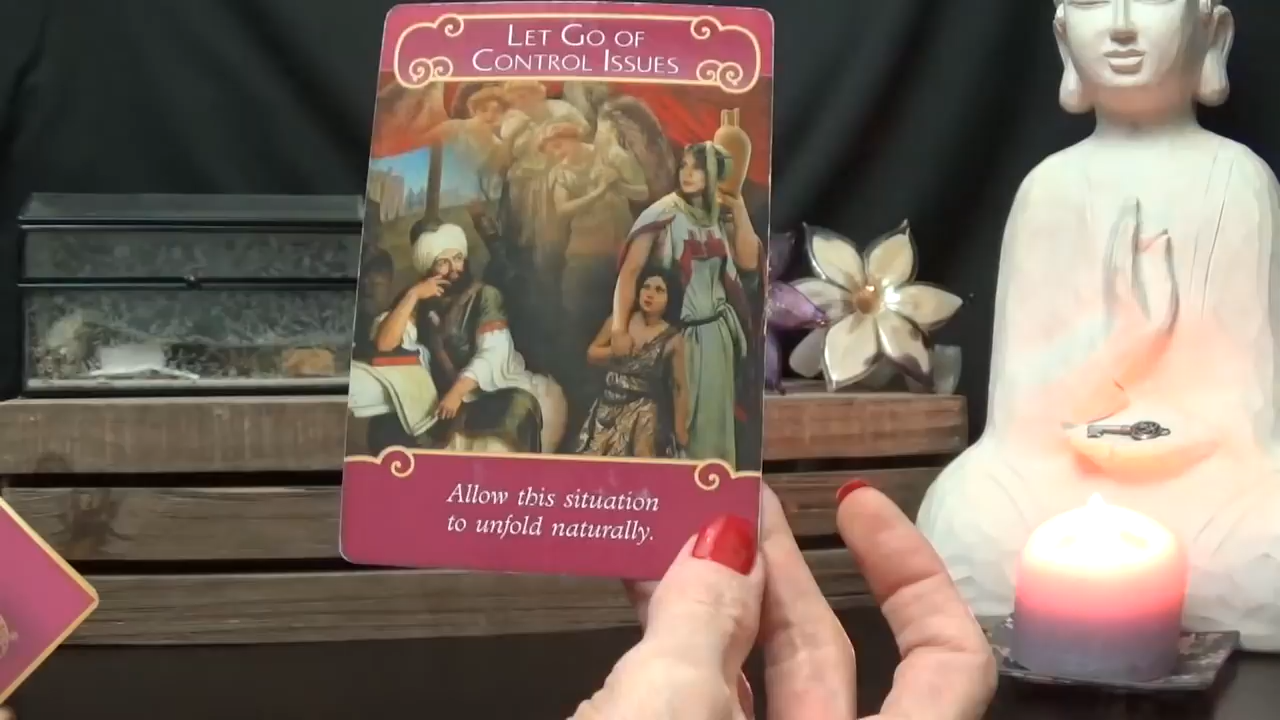 LET GO OF
CONTROL ISSUES
Allow this situation
to unfold naturally.